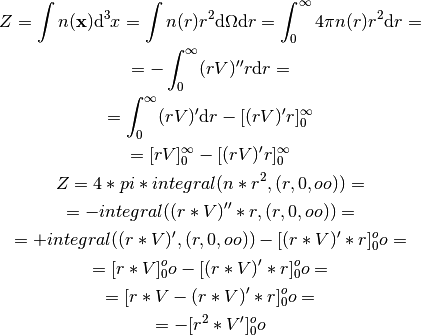 Z = ∫ n(𝐱)d³x = ∫ n(r)r²dΩdr = ∫₀^∞ 4πn(r)r²dr =
= − ∫₀^∞ (rV)''rdr =
= ∫₀^∞ (rV)'dr − [(rV)'r]₀^∞
= [rV]₀^∞ − [(rV)'r]₀^∞
Z = 4 * pi * integral(n * r², (r, 0, oo)) =
= −integral((r * V)'' * r, (r, 0, oo)) =
= +integral((r * V)', (r, 0, oo)) − [(r * V)' * r]₀^o o =
= [r * V]₀^o o − [(r * V)' * r]₀^o o =
= [r * V − (r * V)' * r]₀^o o =
= −[r² * V']₀^o o